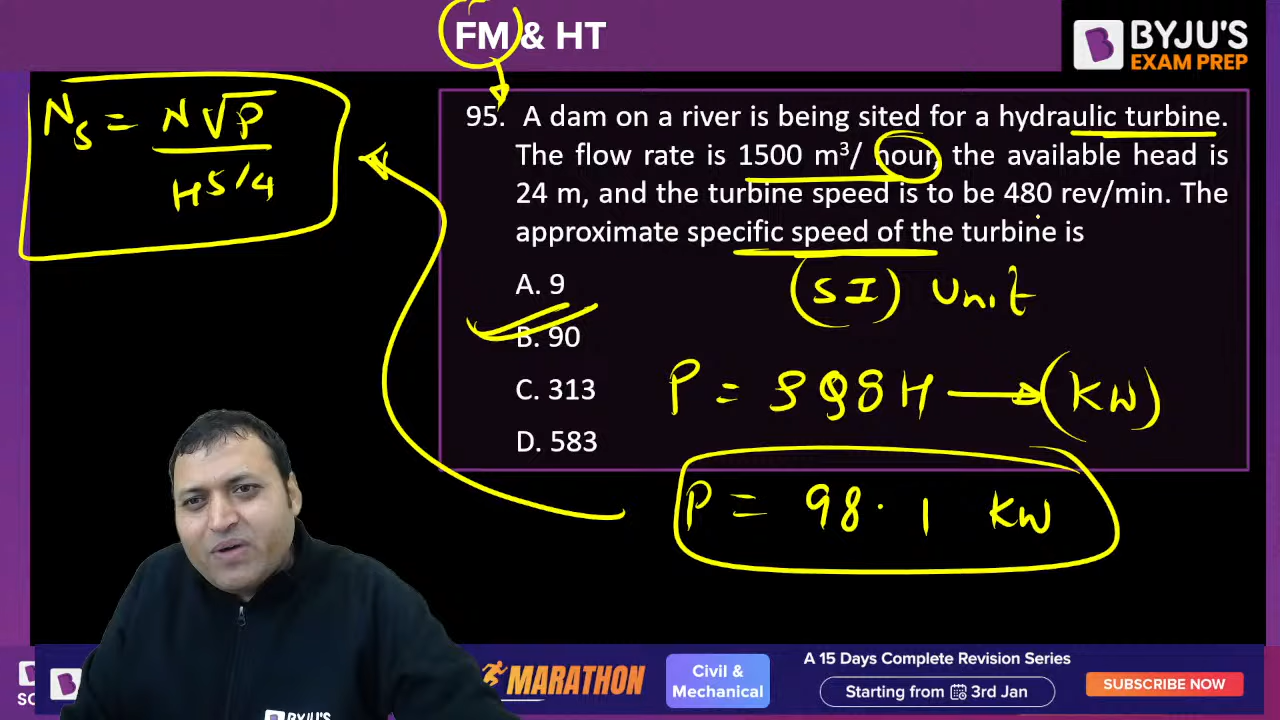 FM & HT
BYJU'S
EXAM PREP
Ns = N√P / H^5/4
95. A dam on a river is being sited for a hydraulic turbine.
The flow rate is 1500 m³/ hour, the available head is
24 m, and the turbine speed is to be 480 rev/min. The
approximate specific speed of the turbine is
A. 9
(SI) Unit
B. 90
C. 313
P = ρQgH → (KW)
D. 583
P = 98.1 KW
BYJU'S
MARATHON
Civil &
Mechanical
A 15 Days Complete Revision Series
Starting from 3rd Jan
SUBSCRIBE NOW